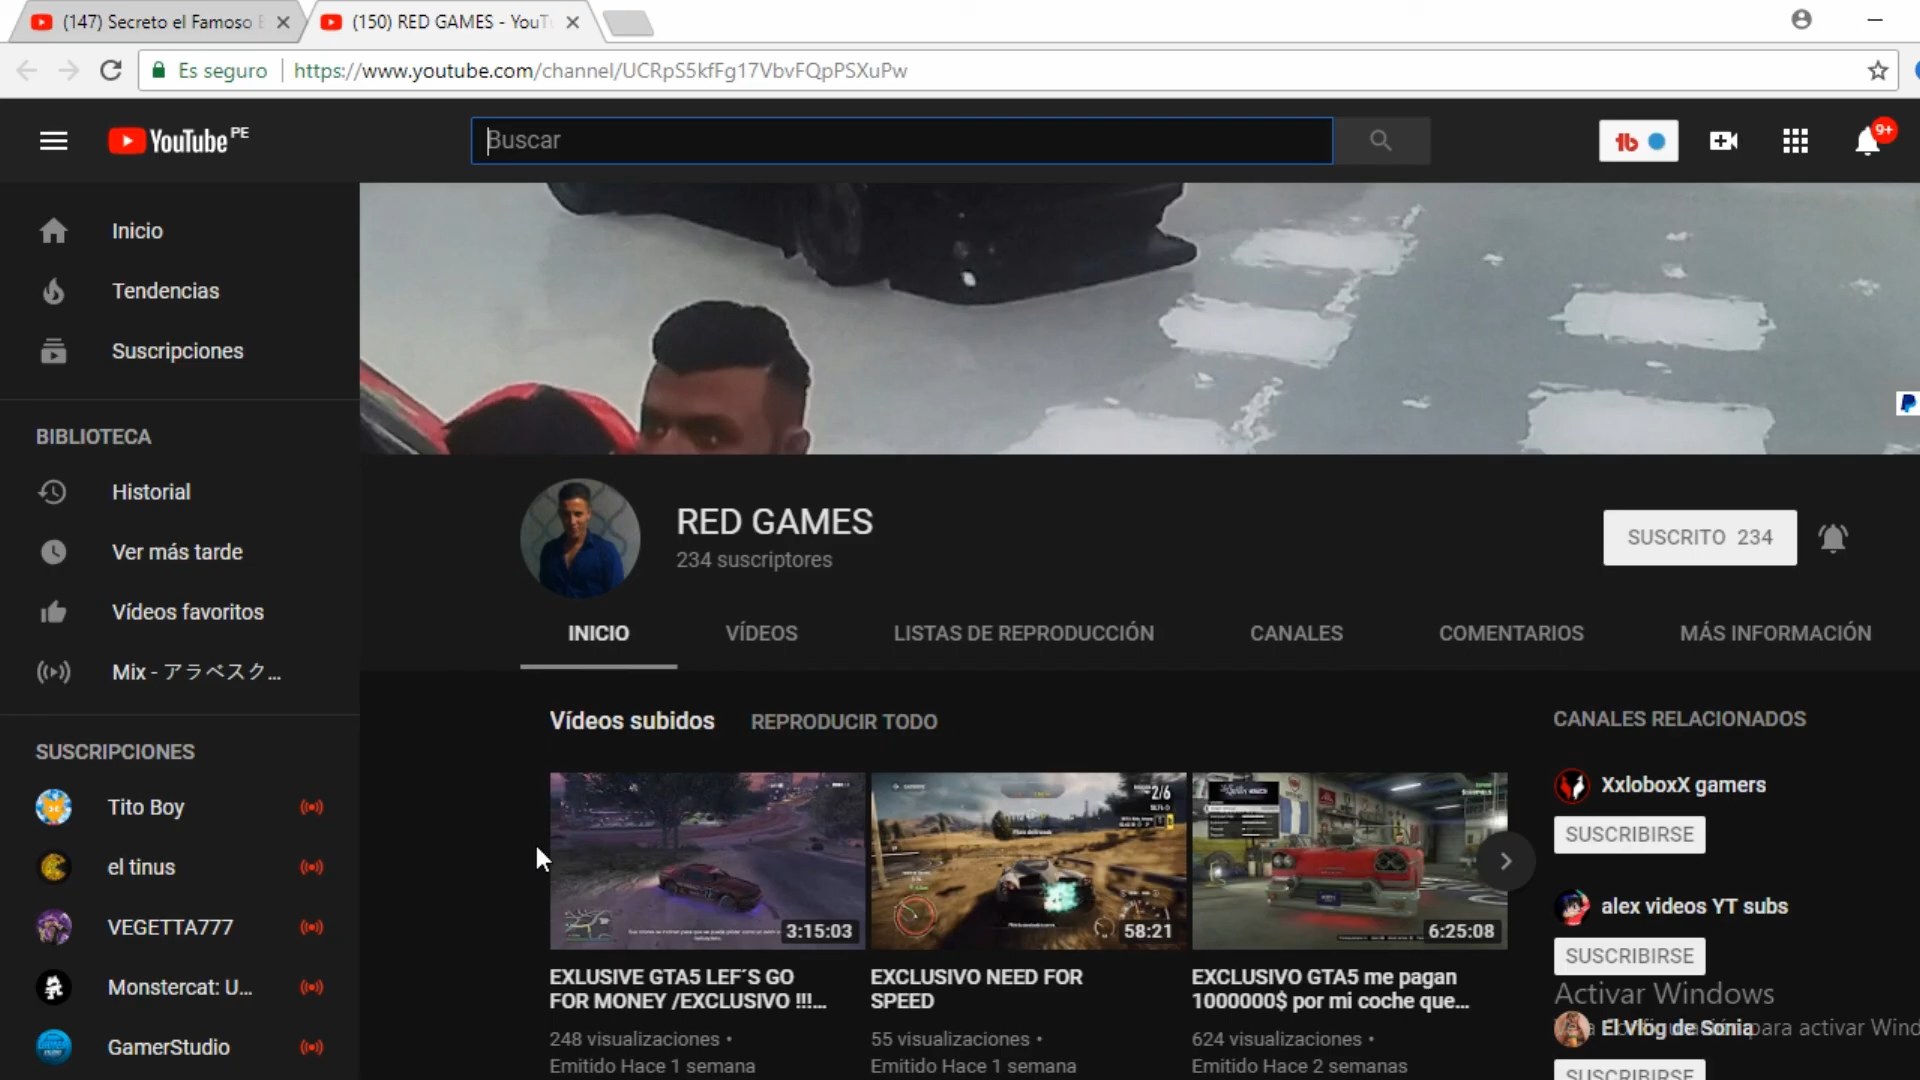 (147) Secreto el Famoso
(150) RED GAMES - YouT
Es seguro
https://www.youtube.com/channel/UCRpS5kfFg17VbvFQpPSXuPw
YouTube PE
Buscar
9+
Inicio
Tendencias
Suscripciones
BIBLIOTECA
Historial
Ver más tarde
Vídeos favoritos
Mix - アラベスク...
SUSCRIPCIONES
Tito Boy
el tinus
VEGETTA777
Monstercat: U...
GamerStudio
RED GAMES
234 suscriptores
SUSCRITO 234
INICIO
VÍDEOS
LISTAS DE REPRODUCCIÓN
CANALES
COMENTARIOS
MÁS INFORMACIÓN
Vídeos subidos
REPRODUCIR TODO
3:15:03
EXLUSIVE GTA5 LEF´S GO
FOR MONEY /EXCLUSIVO !!!...
248 visualizaciones •
Emitido Hace 1 semana
2/6
58:21
EXCLUSIVO NEED FOR
SPEED
55 visualizaciones •
Emitido Hace 1 semana
6:25:08
EXCLUSIVO GTA5 me pagan
1000000$ por mi coche que...
624 visualizaciones •
Emitido Hace 2 semanas
CANALES RELACIONADOS
XxloboxX gamers
SUSCRIBIRSE
alex videos YT subs
SUSCRIBIRSE
Activar Windows
El Vlog de Sonia
para activar Wind
SUSCRIBIRSE